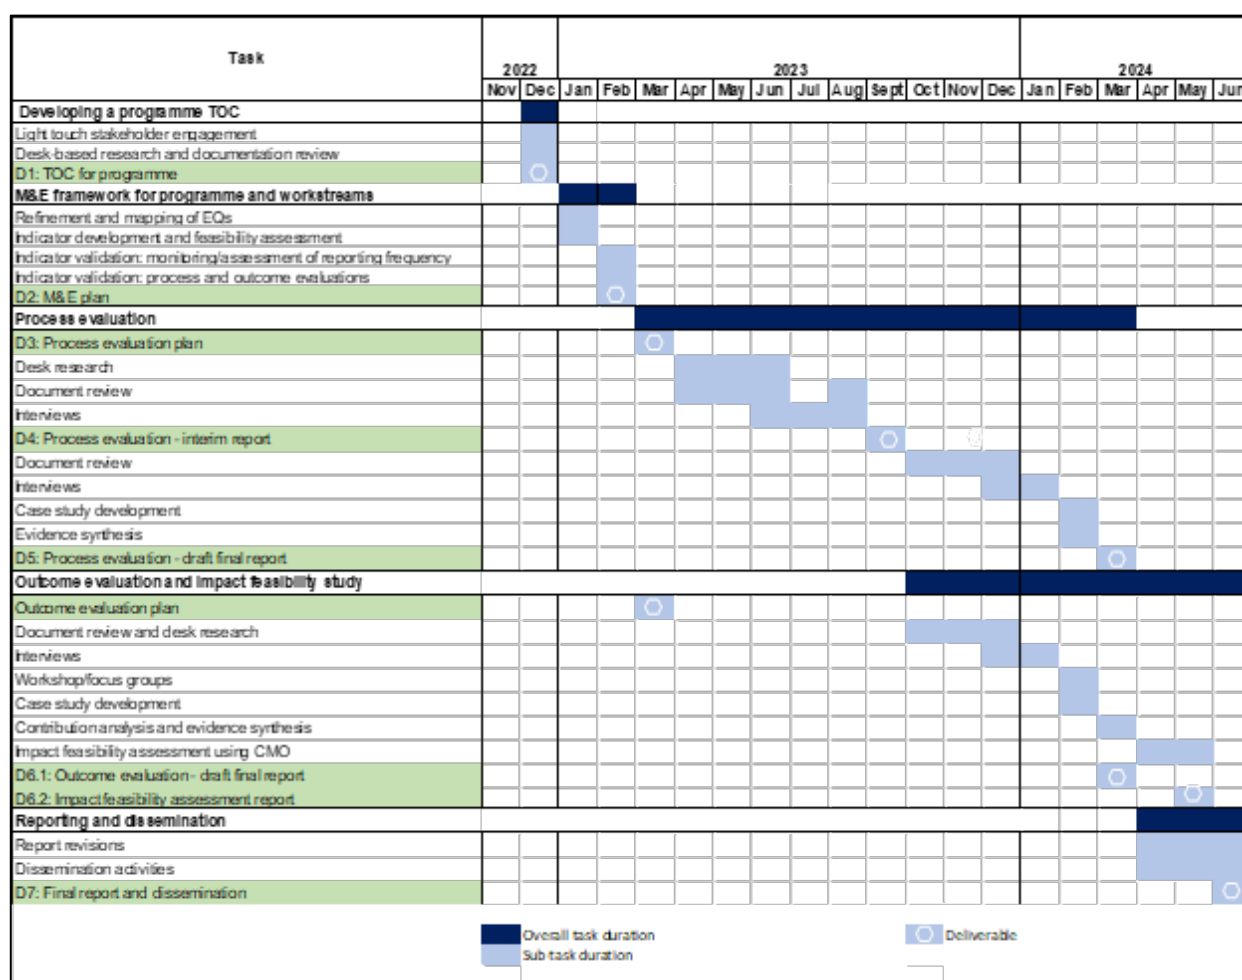 Task
2022 2023 2024
Nov Dec Jan Feb Mar Apr May Jun Jul Aug Sept Oct Nov Dec Jan Feb Mar Apr May Jun
Developing a programme TOC
Light touch stakeholder engagement
Desk-based research and documentation review
D1: TOC for programme
M&E framework for programme and workstreams
Refinement and mapping of EQs
Indicator development and feasibility assessment
Indicator validation: monitoring/assessment of reporting frequency
Indicator validation: process and outcome evaluations
D2: M&E plan
Process evaluation
D3: Process evaluation plan
Desk research
Document review
Interviews
D4: Process evaluation - interim report
Document review
Interviews
Case study development
Evidence synthesis
D5: Process evaluation - draft final report
Outcome evaluation and impact feasibility study
Outcome evaluation plan
Document review and desk research
Interviews
Workshop/focus groups
Case study development
Contribution analysis and evidence synthesis
Impact feasibility assessment using CMO
D6.1: Outcome evaluation - draft final report
D6.2: Impact feasibility assessment report
Reporting and dissemination
Report revisions
Dissemination activities
D7: Final report and dissemination
Overall task duration Deliverable
Sub task duration